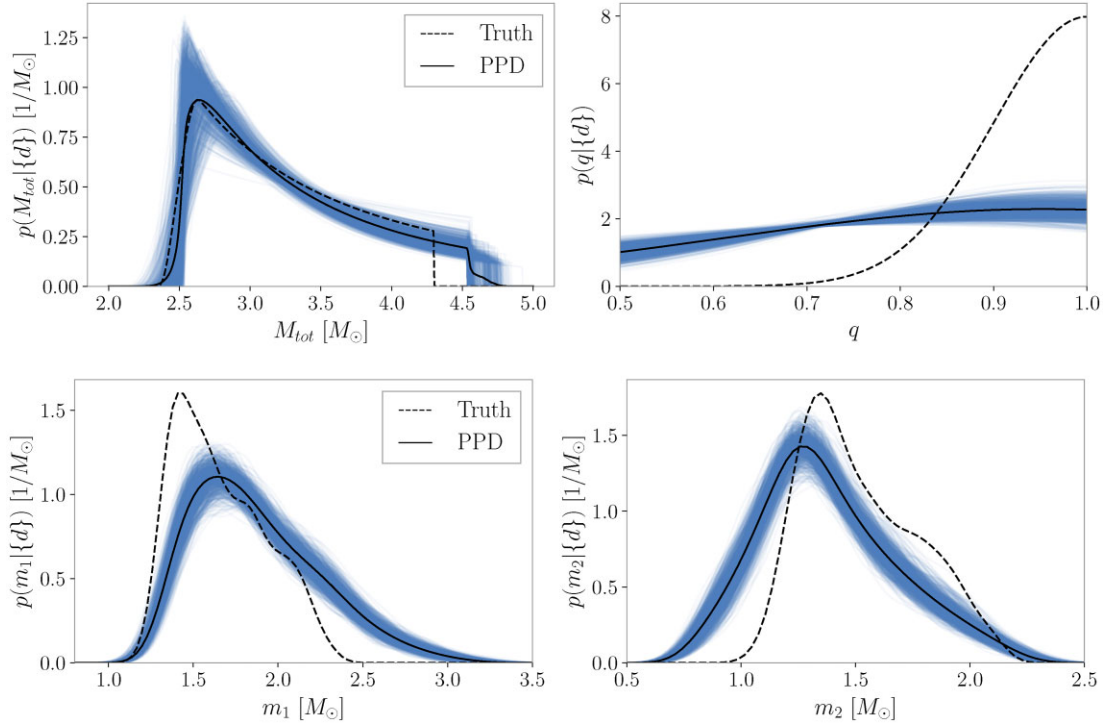 p(M_{tot}|{d}) [1/M_⊙]
1.25
1.00
0.75
0.50
0.25
0.00
Truth
PPD
2.0 2.5 3.0 3.5 4.0 4.5 5.0
M_{tot} [M_⊙]
p(q|{d})
8
6
4
2
0
0.5 0.6 0.7 0.8 0.9 1.0
q
p(m_1|{d}) [1/M_⊙]
1.5
1.0
0.5
0.0
Truth
PPD
1.0 1.5 2.0 2.5 3.0 3.5
m_1 [M_⊙]
p(m_2|{d}) [1/M_⊙]
1.5
1.0
0.5
0.0
0.5 1.0 1.5 2.0 2.5
m_2 [M_⊙]